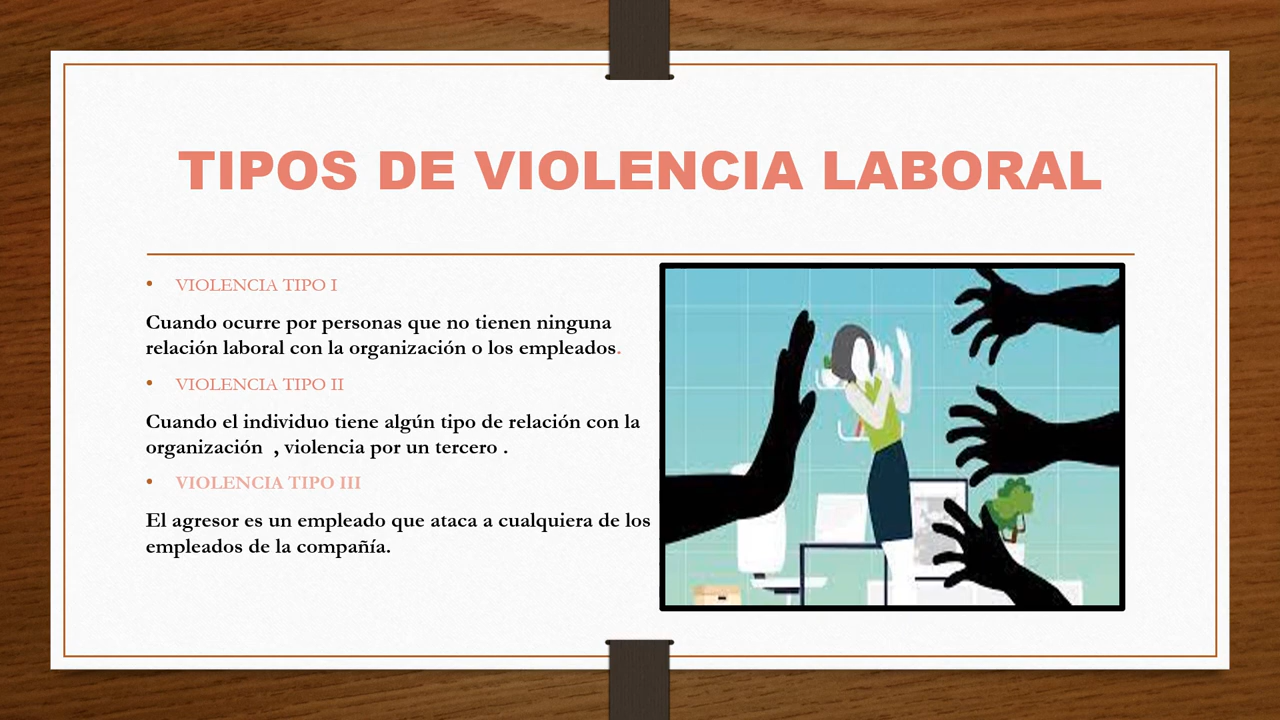 TIPOS DE VIOLENCIA LABORAL
• VIOLENCIA TIPO I
Cuando ocurre por personas que no tienen ninguna
relación laboral con la organización o los empleados.
• VIOLENCIA TIPO II
Cuando el individuo tiene algún tipo de relación con la
organización  , violencia por un tercero .
• VIOLENCIA TIPO III
El agresor es un empleado que ataca a cualquiera de los
empleados de la compañía.